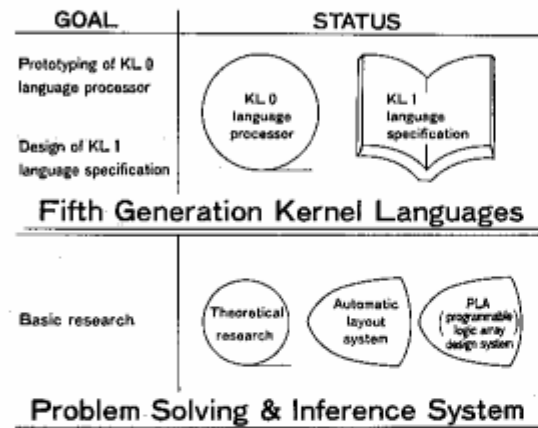 GOAL
STATUS
Prototyping of KL 0
language processor
Design of KL 1
language specification
KL 0
language
processor
KL 1
language
specification
Fifth Generation Kernel Languages
Basic research
Theoretical
research
Automatic
layout
system
PLA
(programmable
logic array)
design system
Problem Solving & Inference System